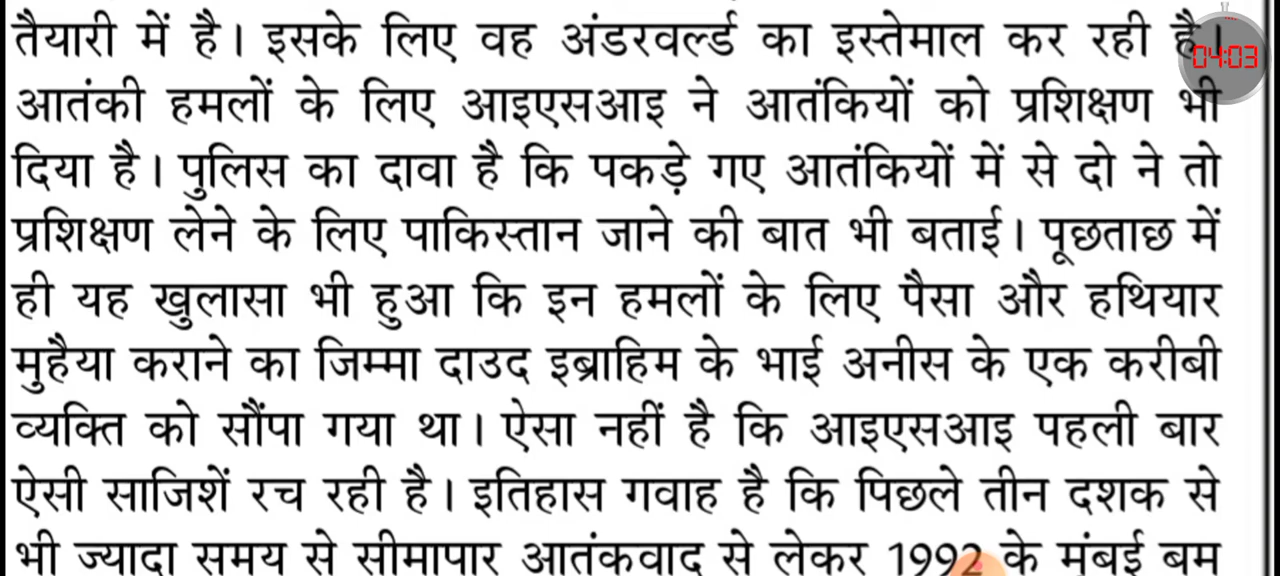 तैयारी में है। इसके लिए वह अंडरवर्ल्ड का इस्तेमाल कर रही है।
04:03
आतंकी हमलों के लिए आइएसआइ ने आतंकियों को प्रशिक्षण भी
दिया है। पुलिस का दावा है कि पकड़े गए आतंकियों में से दो ने तो
प्रशिक्षण लेने के लिए पाकिस्तान जाने की बात भी बताई। पूछताछ में
ही यह खुलासा भी हुआ कि इन हमलों के लिए पैसा और हथियार
मुहैया कराने का जिम्मा दाउद इब्राहिम के भाई अनीस के एक करीबी
व्यक्ति को सौंपा गया था। ऐसा नहीं है कि आइएसआइ पहली बार
ऐसी साजिशें रच रही है। इतिहास गवाह है कि पिछले तीन दशक से
भी ज्यादा समय से सीमापार आतंकवाद से लेकर 1992 के मुंबई बम